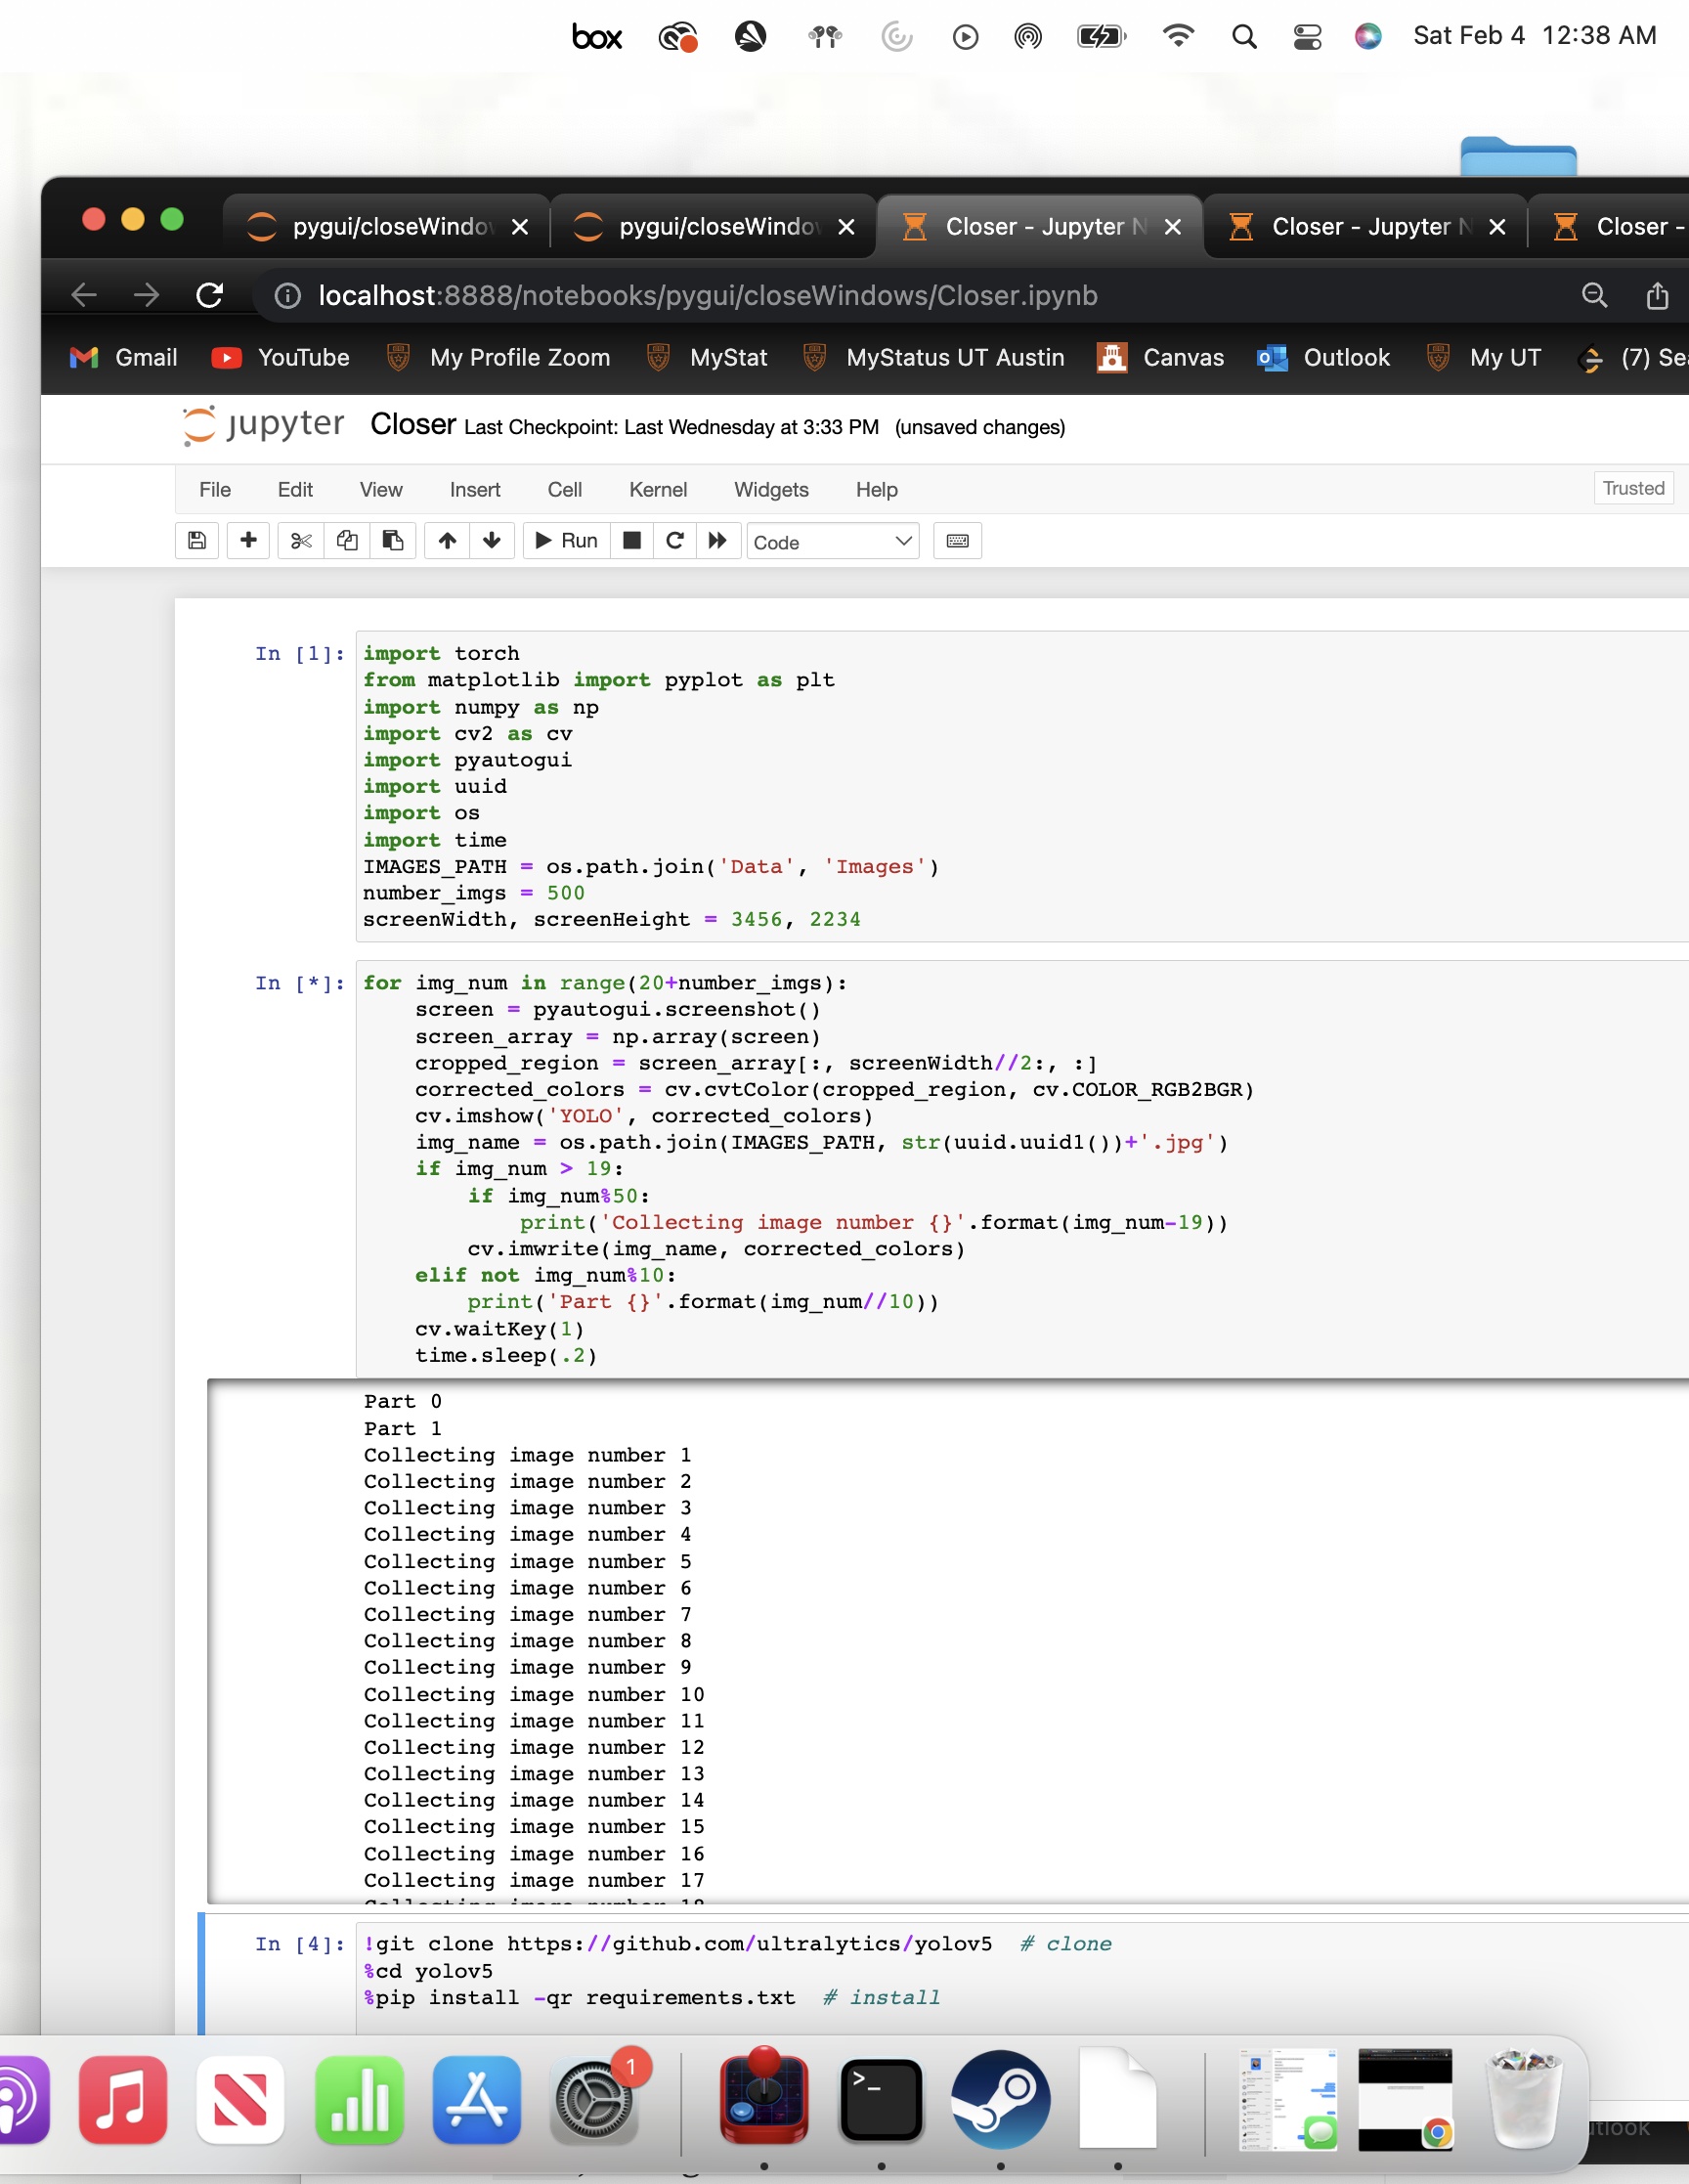 box Sat Feb 4 12:38 AM
pygui/closeWindo pygui/closeWindo Closer - Jupyter N Closer - Jupyter N Closer -
localhost:8888/notebooks/pygui/closeWindows/Closer.ipynb
Gmail YouTube My Profile Zoom MyStat MyStatus UT Austin Canvas Outlook My UT (7) Se
jupyter Closer Last Checkpoint: Last Wednesday at 3:33 PM (unsaved changes)
File Edit View Insert Cell Kernel Widgets Help Trusted
Run Code
In [1]: import torch
from matplotlib import pyplot as plt
import numpy as np
import cv2 as cv
import pyautogui
import uuid
import os
import time
IMAGES_PATH = os.path.join('Data', 'Images')
number_imgs = 500
screenWidth, screenHeight = 3456, 2234
In [*]: for img_num in range(20+number_imgs):
    screen = pyautogui.screenshot()
    screen_array = np.array(screen)
    cropped_region = screen_array[:, screenWidth//2:, :]
    corrected_colors = cv.cvtColor(cropped_region, cv.COLOR_RGB2BGR)
    cv.imshow('YOLO', corrected_colors)
    img_name = os.path.join(IMAGES_PATH, str(uuid.uuid1())+'.jpg')
    if img_num > 19:
        if img_num%50:
            print('Collecting image number {}'.format(img_num-19))
        cv.imwrite(img_name, corrected_colors)
    elif not img_num%10:
        print('Part {}'.format(img_num//10))
    cv.waitKey(1)
    time.sleep(.2)
Part 0
Part 1
Collecting image number 1
Collecting image number 2
Collecting image number 3
Collecting image number 4
Collecting image number 5
Collecting image number 6
Collecting image number 7
Collecting image number 8
Collecting image number 9
Collecting image number 10
Collecting image number 11
Collecting image number 12
Collecting image number 13
Collecting image number 14
Collecting image number 15
Collecting image number 16
Collecting image number 17
Collecting image number 18
In [4]: !git clone https://github.com/ultralytics/yolov5  # clone
%cd yolov5
%pip install -qr requirements.txt  # install
1
>_
utlook